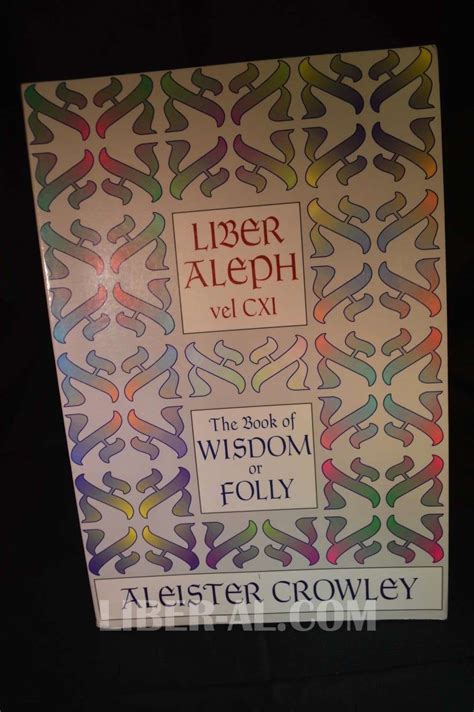 LIBER
ALEPH
vel CXI
The Book of
WISDOM
or
FOLLY
ALEISTER CROWLEY
LIBER-AL.COM